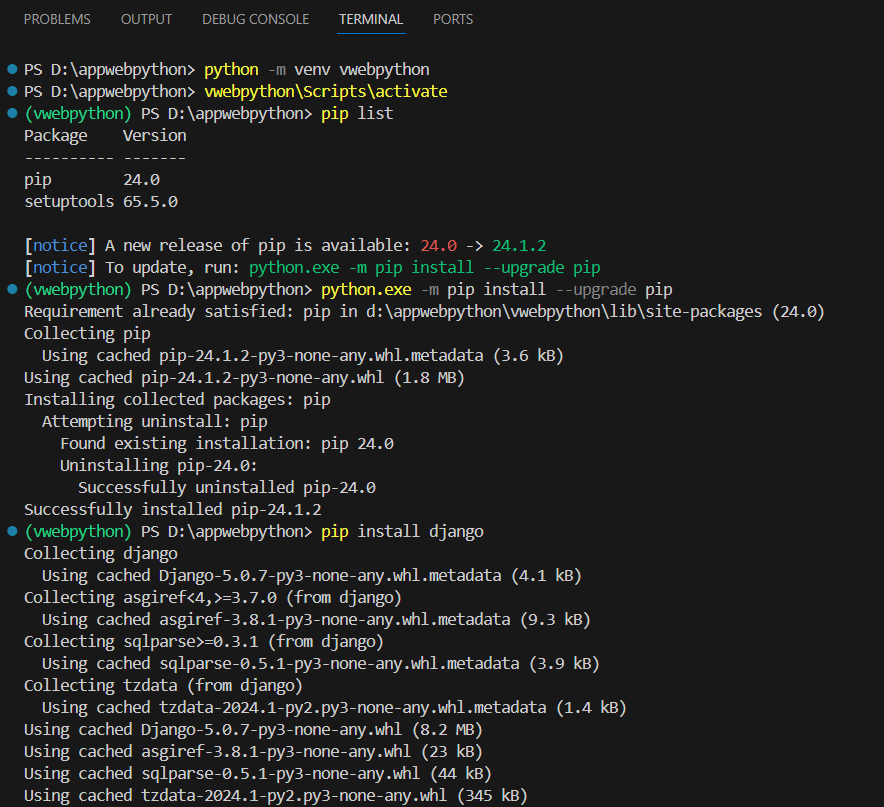 PROBLEMS OUTPUT DEBUG CONSOLE TERMINAL PORTS
PS D:\appwebpython> python -m venv vwebpython
PS D:\appwebpython> vwebpython\Scripts\activate
(vwebpython) PS D:\appwebpython> pip list
Package    Version
---------- -------
pip        24.0
setuptools 65.5.0
[notice] A new release of pip is available: 24.0 -> 24.1.2
[notice] To update, run: python.exe -m pip install --upgrade pip
(vwebpython) PS D:\appwebpython> python.exe -m pip install --upgrade pip
Requirement already satisfied: pip in d:\appwebpython\vwebpython\lib\site-packages (24.0)
Collecting pip
  Using cached pip-24.1.2-py3-none-any.whl.metadata (3.6 kB)
Using cached pip-24.1.2-py3-none-any.whl (1.8 MB)
Installing collected packages: pip
  Attempting uninstall: pip
    Found existing installation: pip 24.0
    Uninstalling pip-24.0:
      Successfully uninstalled pip-24.0
Successfully installed pip-24.1.2
(vwebpython) PS D:\appwebpython> pip install django
Collecting django
  Using cached Django-5.0.7-py3-none-any.whl.metadata (4.1 kB)
Collecting asgiref<4,>=3.7.0 (from django)
  Using cached asgiref-3.8.1-py3-none-any.whl.metadata (9.3 kB)
Collecting sqlparse>=0.3.1 (from django)
  Using cached sqlparse-0.5.1-py3-none-any.whl.metadata (3.9 kB)
Collecting tzdata (from django)
  Using cached tzdata-2024.1-py2.py3-none-any.whl.metadata (1.4 kB)
Using cached Django-5.0.7-py3-none-any.whl (8.2 MB)
Using cached asgiref-3.8.1-py3-none-any.whl (23 kB)
Using cached sqlparse-0.5.1-py3-none-any.whl (44 kB)
Using cached tzdata-2024.1-py2.py3-none-any.whl (345 kB)